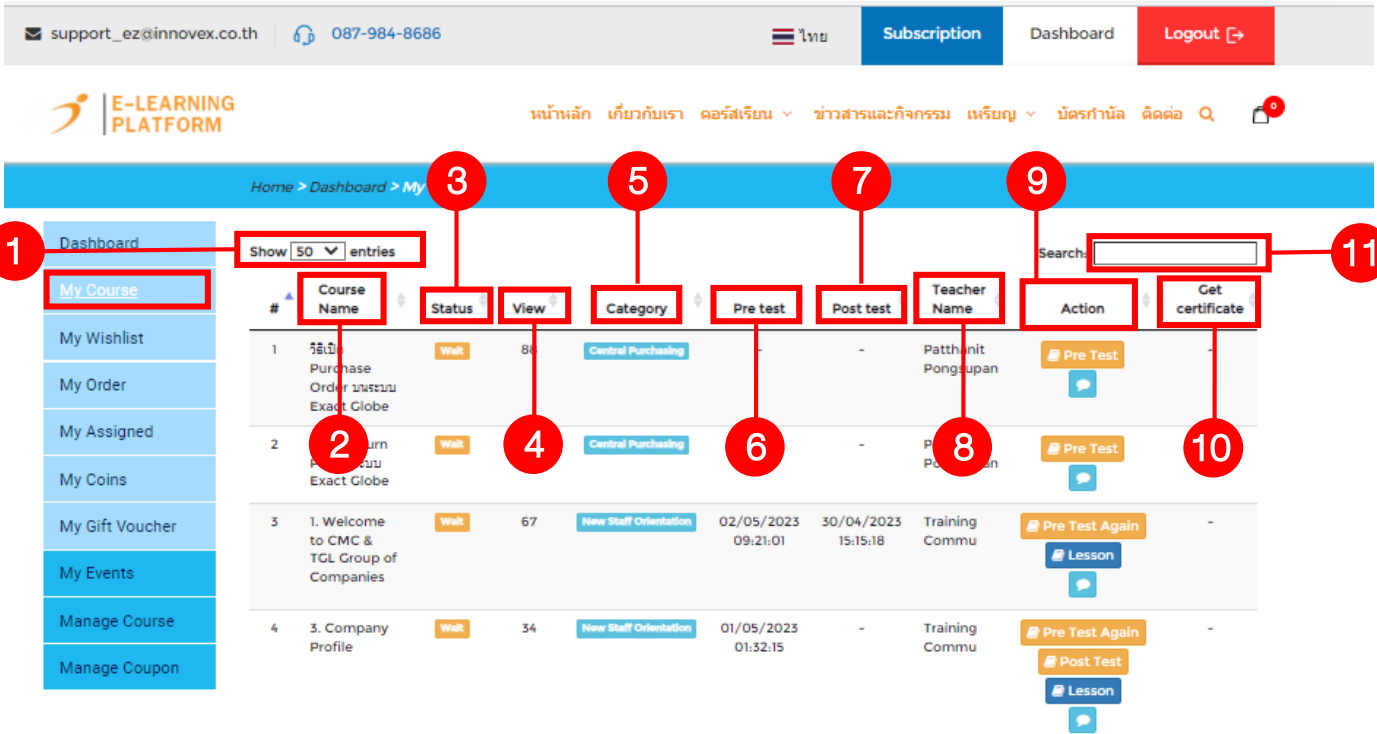 support_ez@innovex.co.th
087-984-8686
ไทย
Subscription
Dashboard
Logout
E-LEARNING
PLATFORM
หน้าหลัก เกี่ยวกับเรา คอร์สเรียน ข่าวสารและกิจกรรม เหรียญ บัตรกำนัล ติดต่อ
0
Home > Dashboard > My
3
5
7
9
1
11
Dashboard
My Course
My Wishlist
My Order
My Assigned
My Coins
My Gift Voucher
My Events
Manage Course
Manage Coupon
Show 50 entries
Search:
# Course Name Status View Category Pre test Post test Teacher Name Action Get certificate
1 วิธีเปิด Wait 88 Central Purchasing - - Patthanit Pre Test -
Purchase Pongsupan
Order บนระบบ
Exact Globe
2
4
6
8
10
2 urn Wait Central Purchasing - Pre Test
Exact Globe
3 1. Welcome Wait 67 New Staff Orientation 02/05/2023 30/04/2023 Training Pre Test Again -
to CMC & 09:21:01 15:15:18 Commu
TGL Group of Lesson
Companies
4 3. Company Wait 34 New Staff Orientation 01/05/2023 - Training Pre Test Again -
Profile 01:32:15 Commu
Post Test
Lesson